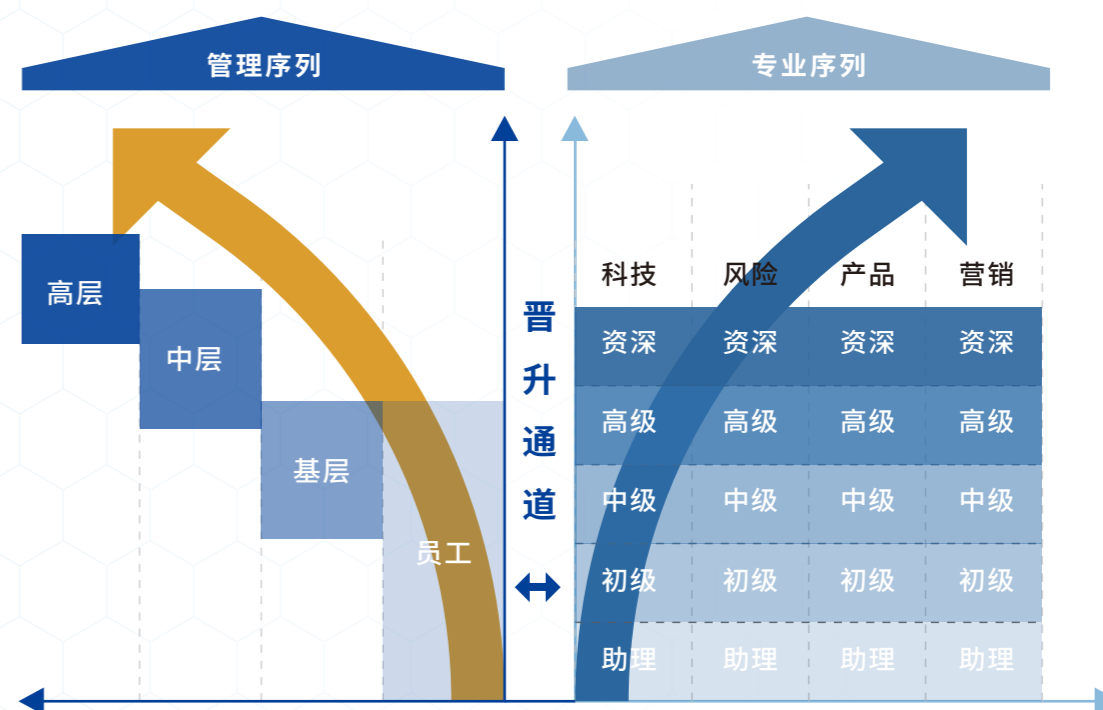 管理序列
专业序列
高层
中层
基层
员工
晋升通道
科技 风险 产品 营销
资深 资深 资深 资深
高级 高级 高级 高级
中级 中级 中级 中级
初级 初级 初级 初级
助理 助理 助理 助理